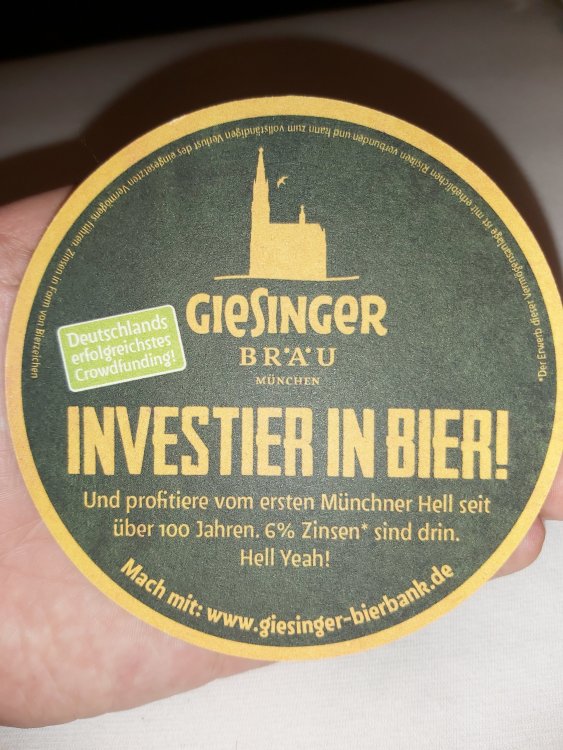 *Der Erwerb dieser Vermögensanlage ist mit erheblichen Risiken verbunden und kann zum vollständigen Verlust des eingesetzten Vermögens führen. Zinsen in Form von Bierzeichen
GIESINGER
BRÄU
MÜNCHEN
Deutschlands
erfolgreichstes
Crowdfunding!
INVESTIER IN BIER!
Und profitiere vom ersten Münchner Hell seit
über 100 Jahren. 6% Zinsen* sind drin.
Hell Yeah!
Mach mit: www.giesinger-bierbank.de